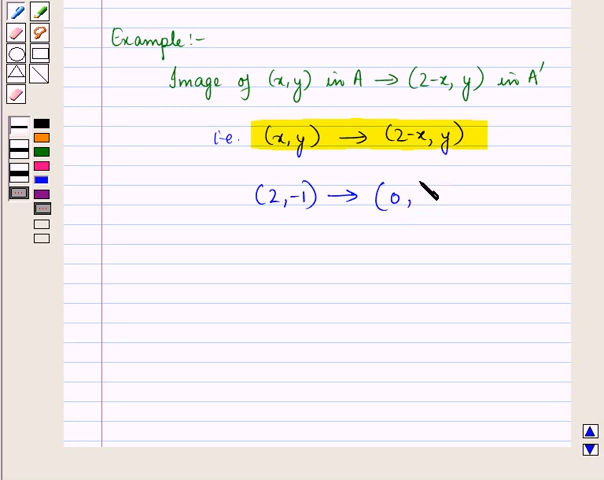 Example:-
Image of (x,y) in A → (2-x, y) in A'
i.e. (x,y) → (2-x, y)
(2,-1) → (0,